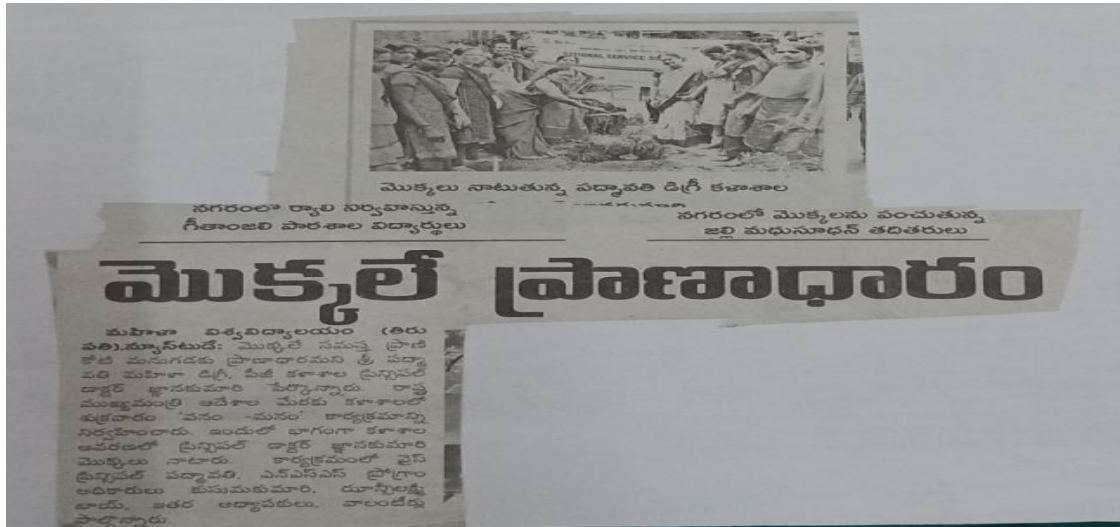 NATIONAL SERVICE
మొక్కలు నాటుతున్న పద్మావతి డిగ్రీ కళాశాల
నగరంలో ర్యాలి నిర్వహిస్తున్న
గీతాంజలి పాఠశాల విద్యార్థులు
నగరంలో మొక్కలను పంచుతున్న
జల్లి మధుసూధన్ తదితరులు
మొక్కలే ప్రాణాధారం
మహిళా విశ్వవిద్యాలయం (తిరు
పతి),న్యూస్‌టుడే: మొక్కలే సమస్త ప్రాణి
కోటి మనుగడకు ప్రాణాధారమని శ్రీ పద్మా
వతి మహిళా డిగ్రీ, పీజీ కళాశాల ప్రిన్సిపల్
డాక్టర్ జ్ఞానకుమారి పేర్కొన్నారు. రాష్ట్ర
ముఖ్యమంత్రి ఆదేశాల మేరకు కళాశాలలో
శుక్రవారం 'వనం -మనం' కార్యక్రమాన్ని
నిర్వహించారు. ఇందులో భాగంగా కళాశాల
ఆవరణలో ప్రిన్సిపల్ డాక్టర్ జ్ఞానకుమారి
మొక్కలు నాటారు. కార్యక్రమంలో వైస్
ప్రిన్సిపల్ పద్మావతి, ఎన్ఎస్ఎస్ ప్రోగ్రాం
అధికారులు కుసుమకుమారి, ఝాన్సీలక్ష్మి
బాయ్, ఇతర అధ్యాపకులు, వాలంటీర్లు
పాల్గొన్నారు.